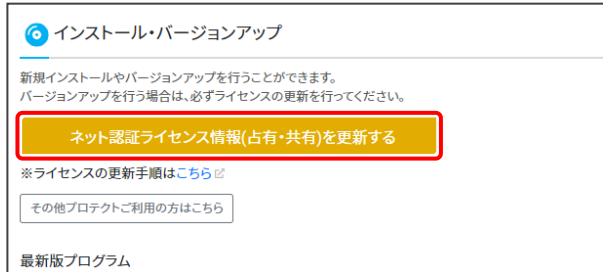 インストール・バージョンアップ
新規インストールやバージョンアップを行うことができます。
バージョンアップを行う場合は、必ずライセンスの更新を行ってください。
ネット認証ライセンス情報(占有・共有)を更新する
※ライセンスの更新手順はこちら
その他プロテクトご利用の方はこちら
最新版プログラム